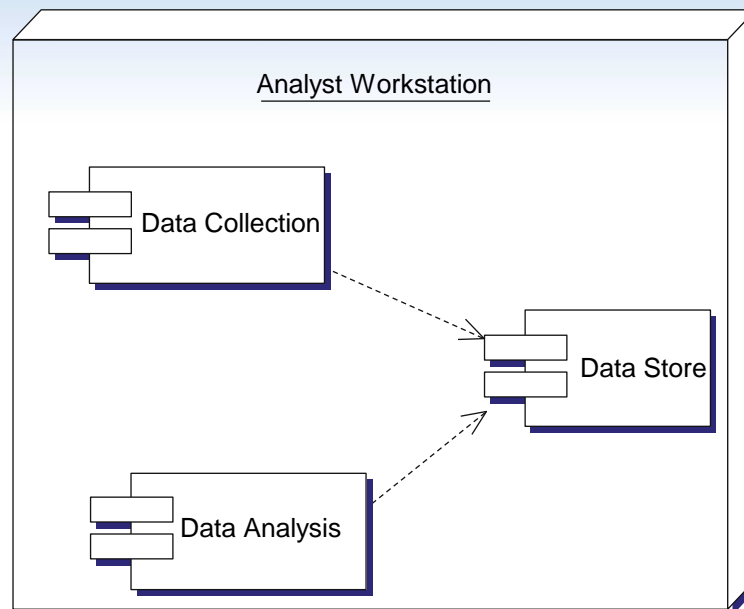 Analyst Workstation
Data Collection
Data Store
Data Analysis